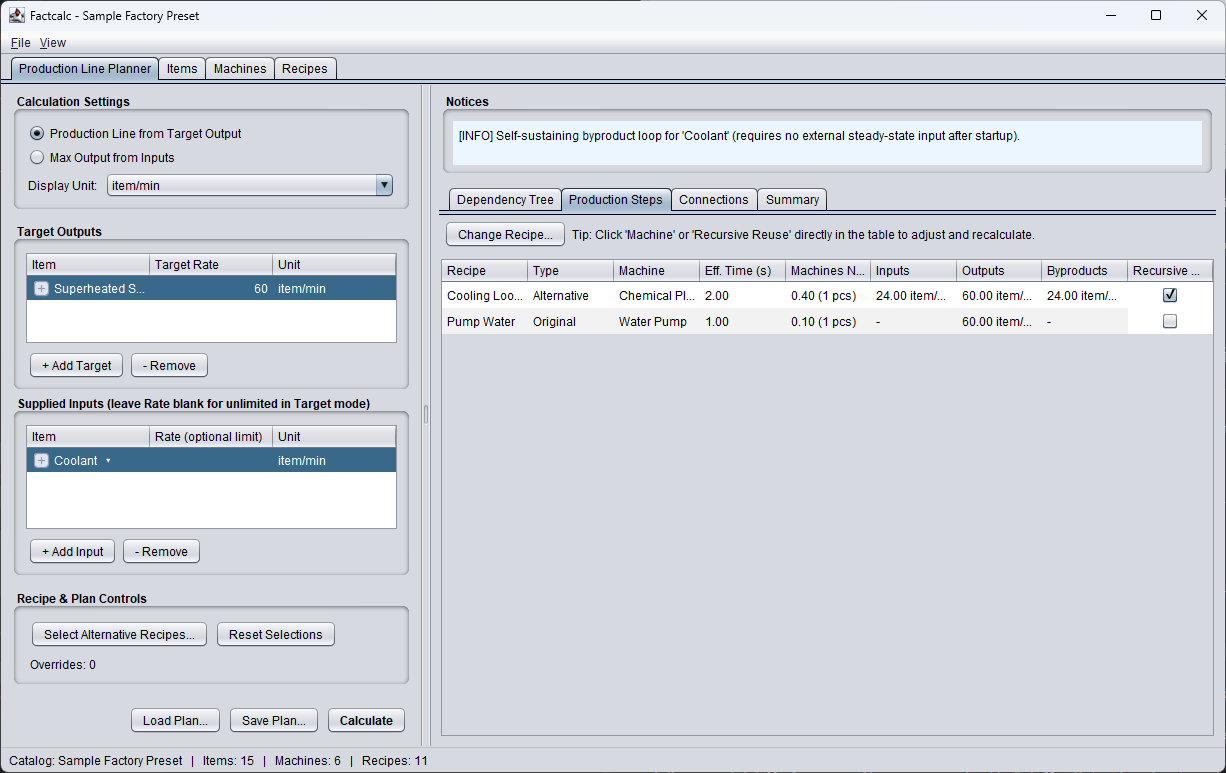 Factcalc - Sample Factory Preset
File View
Production Line Planner Items Machines Recipes
Calculation Settings
Production Line from Target Output
Max Output from Inputs
Display Unit: item/min
Target Outputs
Item Target Rate Unit
Superheated S... 60 item/min
+ Add Target - Remove
Supplied Inputs (leave Rate blank for unlimited in Target mode)
Item Rate (optional limit) Unit
Coolant item/min
+ Add Input - Remove
Recipe & Plan Controls
Select Alternative Recipes... Reset Selections
Overrides: 0
Load Plan... Save Plan... Calculate
Notices
[INFO] Self-sustaining byproduct loop for 'Coolant' (requires no external steady-state input after startup).
Dependency Tree Production Steps Connections Summary
Change Recipe... Tip: Click 'Machine' or 'Recursive Reuse' directly in the table to adjust and recalculate.
Recipe Type Machine Eff. Time (s) Machines N... Inputs Outputs Byproducts Recursive ...
Cooling Loo... Alternative Chemical Pl... 2.00 0.40 (1 pcs) 24.00 item/... 60.00 item/... 24.00 item/...
Pump Water Original Water Pump 1.00 0.10 (1 pcs) - 60.00 item/... -
Catalog: Sample Factory Preset | Items: 15 | Machines: 6 | Recipes: 11